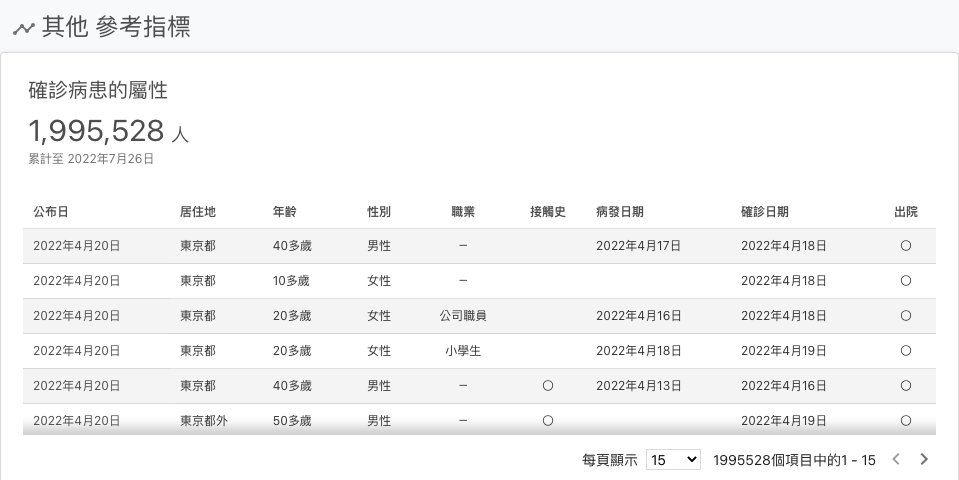 其他 參考指標
確診病患的屬性
1,995,528 人
累計至 2022年7月26日
公布日 居住地 年齡 性別 職業 接觸史 病發日期 確診日期 出院
2022年4月20日 東京都 40多歲 男性 − 2022年4月17日 2022年4月18日 〇
2022年4月20日 東京都 10多歲 女性 − 2022年4月18日 〇
2022年4月20日 東京都 20多歲 女性 公司職員 2022年4月16日 2022年4月18日 〇
2022年4月20日 東京都 20多歲 女性 小學生 2022年4月18日 2022年4月19日 〇
2022年4月20日 東京都 40多歲 男性 − 〇 2022年4月13日 2022年4月16日 〇
2022年4月20日 東京都外 50多歲 男性 − 〇 2022年4月19日 〇
每頁顯示 15 1995528個項目中的1 - 15